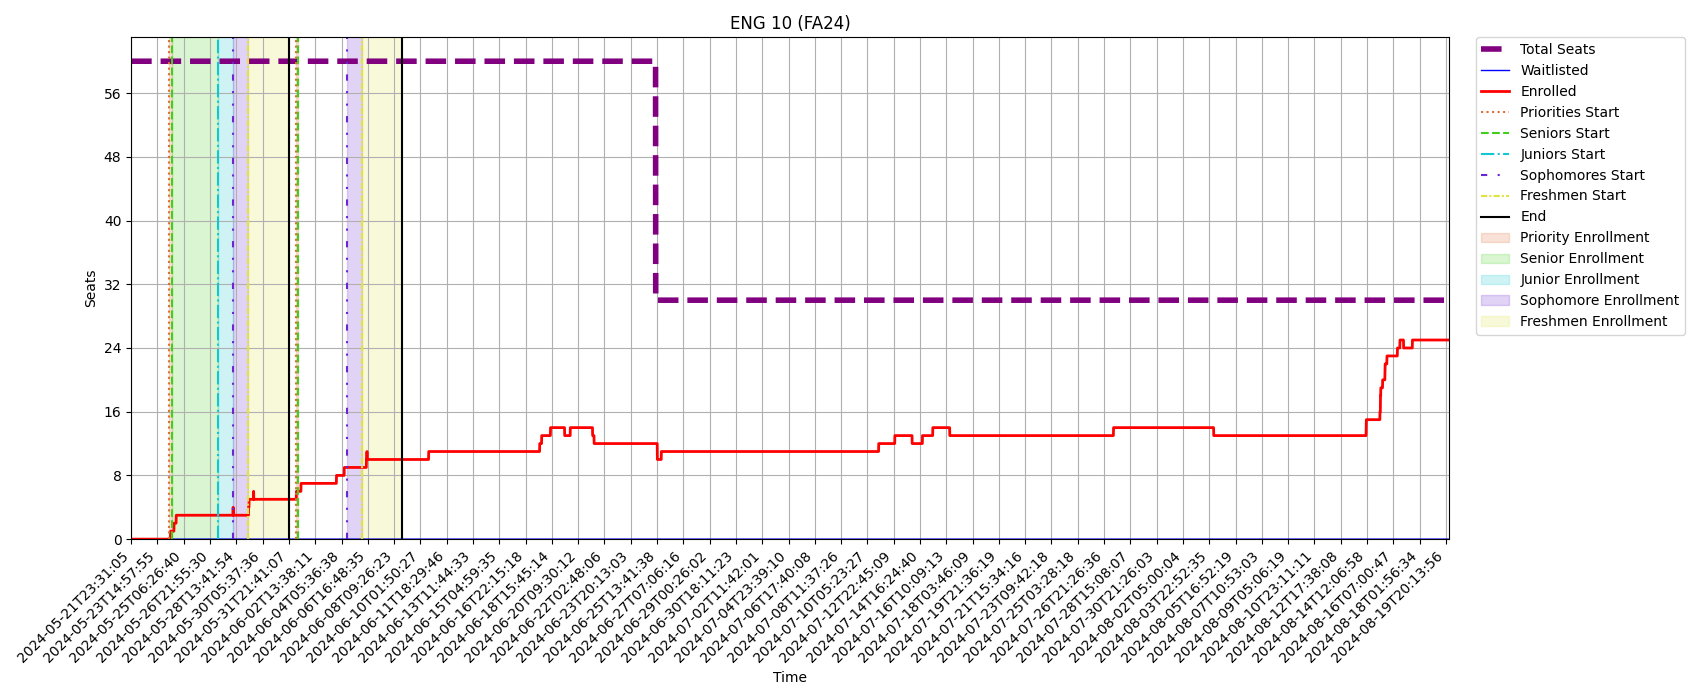 ENG 10 (FA24)
Total Seats
Waitlisted
Enrolled
Priorities Start
Seniors Start
Juniors Start
Sophomores Start
Freshmen Start
End
Priority Enrollment
Senior Enrollment
Junior Enrollment
Sophomore Enrollment
Freshmen Enrollment
Seats
56
48
40
32
24
16
8
0
2024-05-21T23:31:05
2024-05-23T14:57:55
2024-05-25T06:26:40
2024-05-26T21:55:30
2024-05-28T13:41:54
2024-05-30T05:37:36
2024-05-31T21:41:07
2024-06-02T13:38:11
2024-06-04T05:36:38
2024-06-06T16:48:35
2024-06-08T09:26:23
2024-06-10T01:50:27
2024-06-11T18:29:46
2024-06-13T11:44:33
2024-06-15T04:59:35
2024-06-16T22:15:18
2024-06-18T15:45:14
2024-06-20T09:30:12
2024-06-22T02:48:06
2024-06-23T20:13:03
2024-06-25T13:41:38
2024-06-27T07:06:16
2024-06-29T00:26:02
2024-06-30T18:11:23
2024-07-02T11:42:01
2024-07-04T23:39:10
2024-07-06T17:40:08
2024-07-08T11:37:26
2024-07-10T05:23:27
2024-07-12T22:45:09
2024-07-14T16:24:40
2024-07-16T10:09:13
2024-07-18T03:46:09
2024-07-19T21:36:19
2024-07-21T15:34:16
2024-07-23T09:42:18
2024-07-25T03:28:18
2024-07-26T21:26:36
2024-07-28T15:08:07
2024-07-30T21:26:03
2024-08-02T05:00:04
2024-08-03T23:52:35
2024-08-05T16:52:19
2024-08-07T10:53:03
2024-08-09T05:06:19
2024-08-10T23:11:11
2024-08-12T17:38:08
2024-08-14T12:06:58
2024-08-16T07:00:47
2024-08-18T01:56:34
2024-08-19T20:13:56
Time